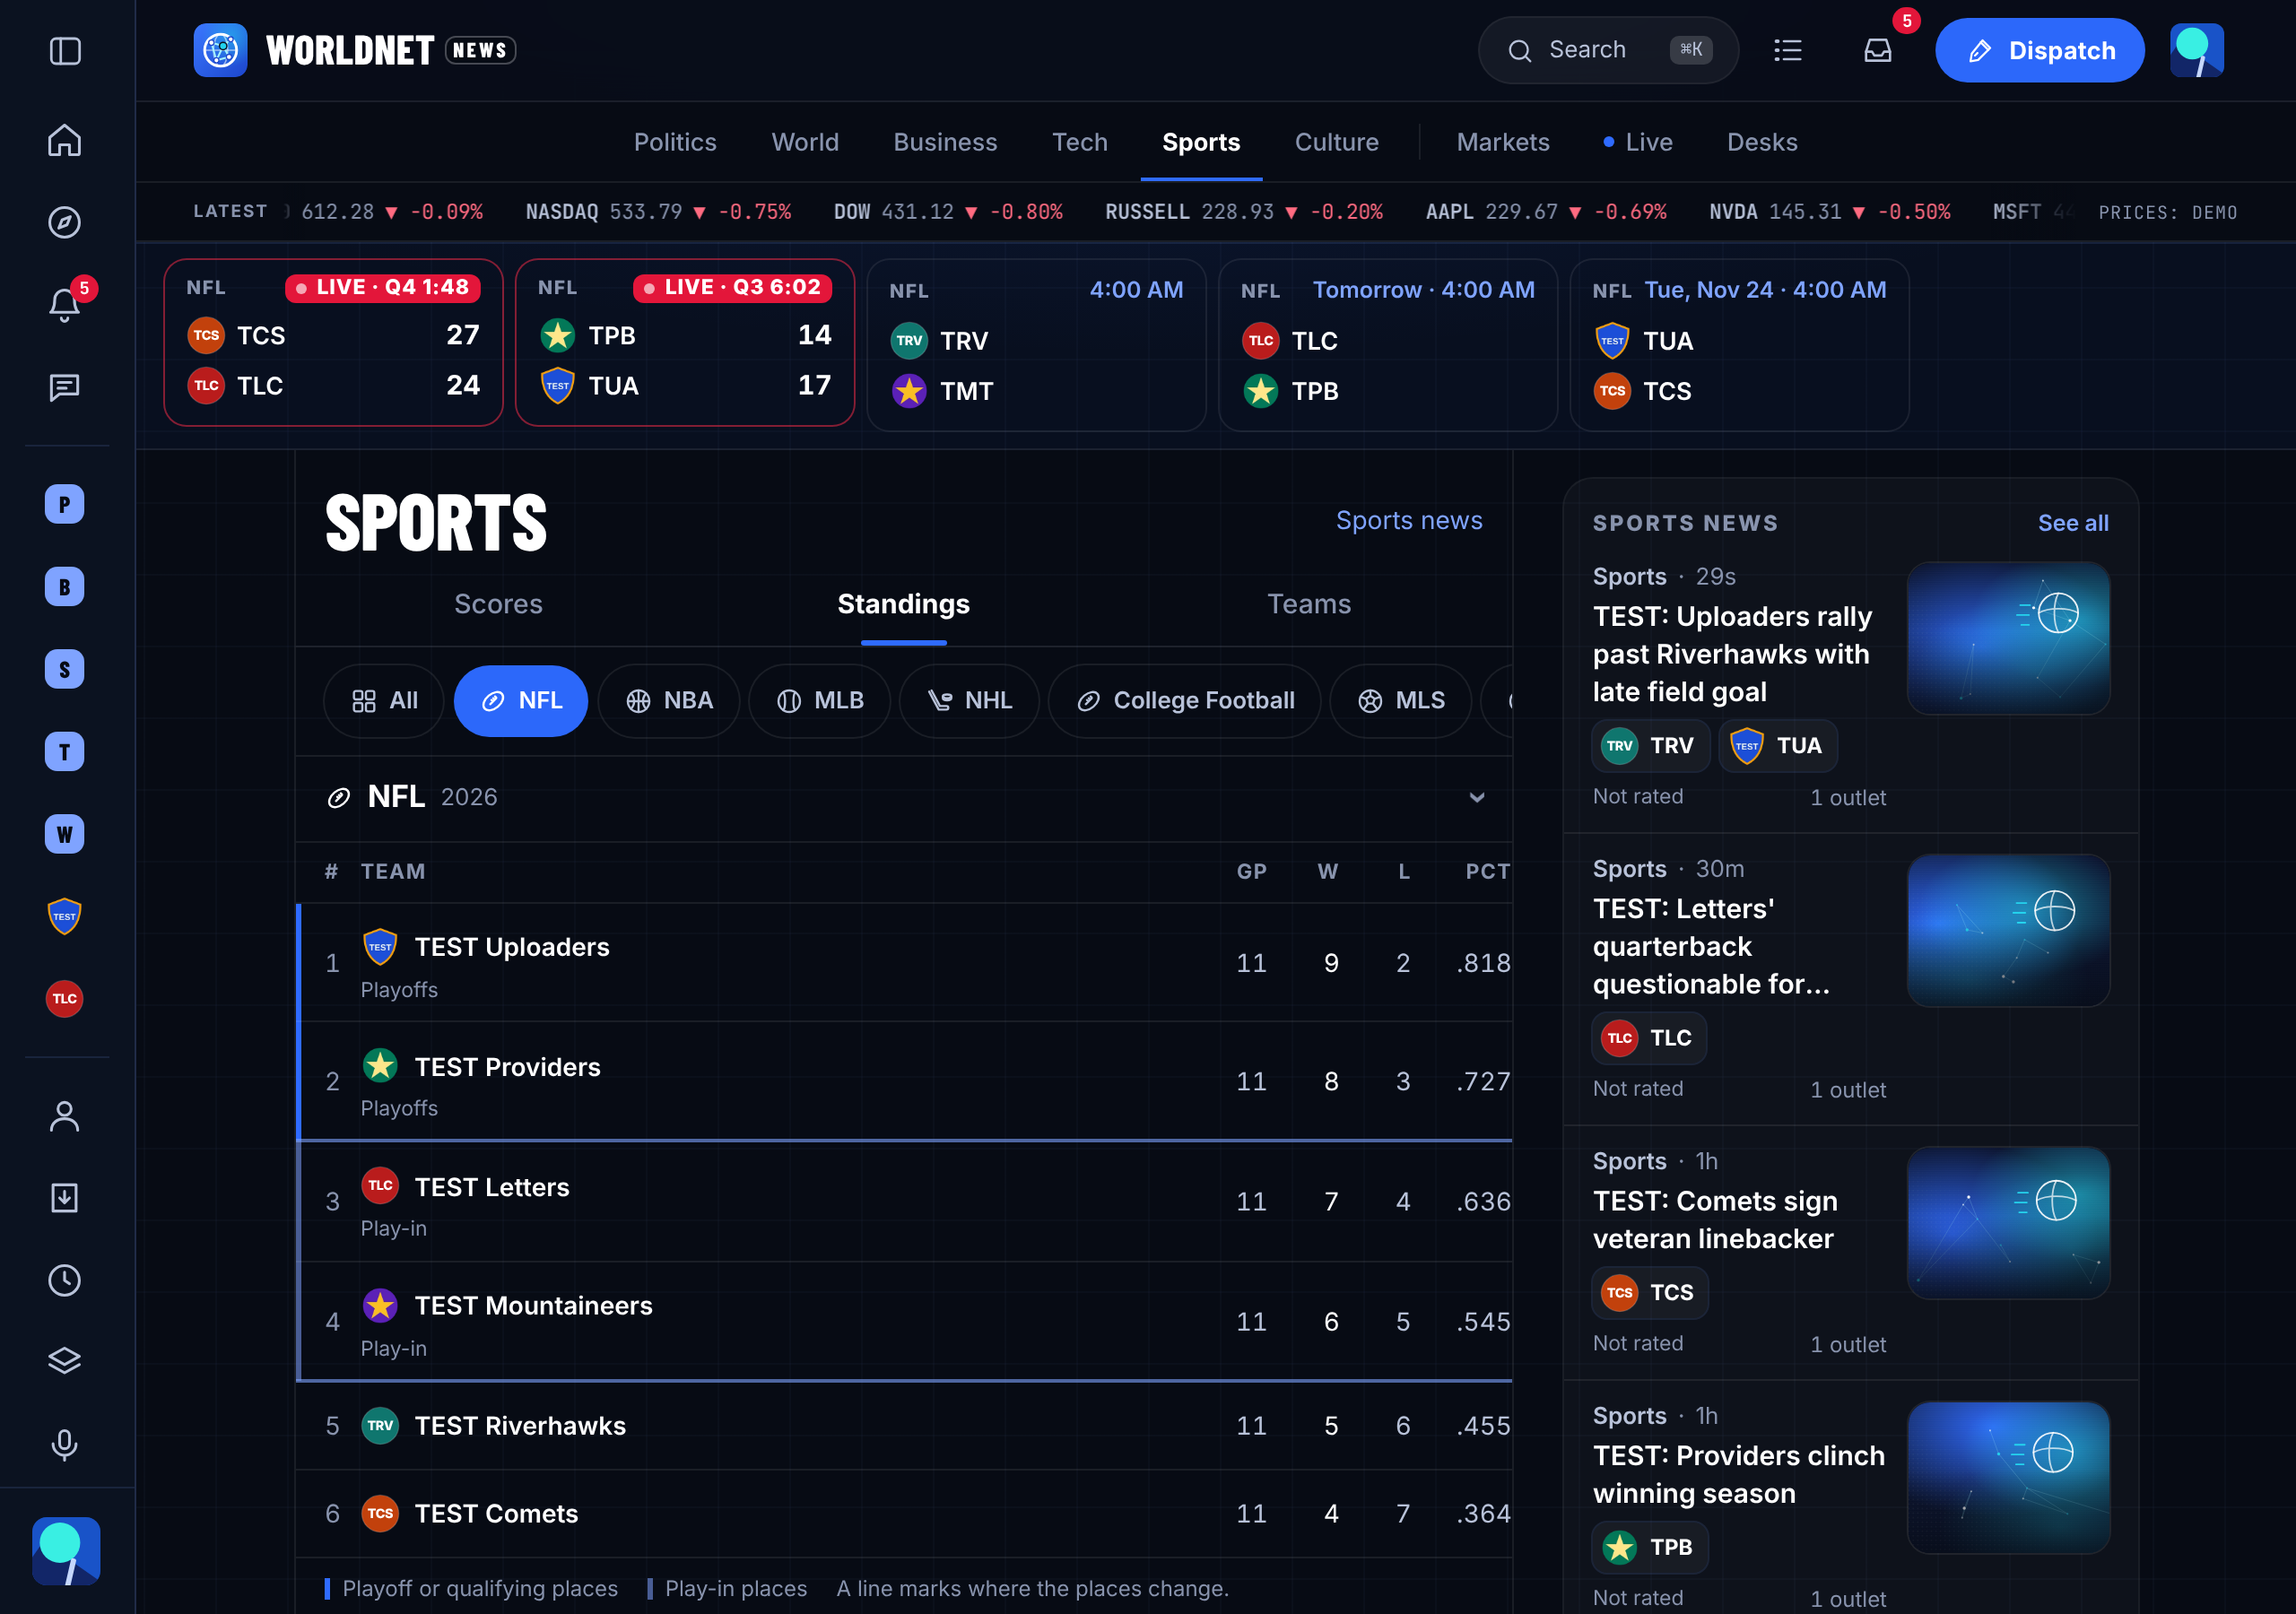 WORLDNET NEWS
Search ⌘K
5
Dispatch
Politics World Business Tech Sports Culture Markets Live Desks
LATEST 612.28 ▼ -0.09% NASDAQ 533.79 ▼ -0.75% DOW 431.12 ▼ -0.80% RUSSELL 228.93 ▼ -0.20% AAPL 229.67 ▼ -0.69% NVDA 145.31 ▼ -0.50% MSFT PRICES: DEMO
5
P
B
S
T
W
TEST
TLC
NFL LIVE · Q4 1:48
TCS TCS 27
TLC TLC 24
NFL LIVE · Q3 6:02
TPB 14
TEST TUA 17
NFL 4:00 AM
TRV TRV
TMT
NFL Tomorrow · 4:00 AM
TLC TLC
TPB
NFL Tue, Nov 24 · 4:00 AM
TEST TUA
TCS TCS
SPORTS
Sports news
Scores Standings Teams
All NFL NBA MLB NHL College Football MLS
NFL 2026
# TEAM GP W L PCT
1 TEST TEST Uploaders 11 9 2 .818
Playoffs
2 TEST Providers 11 8 3 .727
Playoffs
3 TLC TEST Letters 11 7 4 .636
Play-in
4 TEST Mountaineers 11 6 5 .545
Play-in
5 TRV TEST Riverhawks 11 5 6 .455
6 TCS TEST Comets 11 4 7 .364
Playoff or qualifying places Play-in places A line marks where the places change.
SPORTS NEWS See all
Sports · 29s
TEST: Uploaders rally
past Riverhawks with
late field goal
TRV TRV TEST TUA
Not rated 1 outlet
Sports · 30m
TEST: Letters'
quarterback
questionable for...
TLC TLC
Not rated 1 outlet
Sports · 1h
TEST: Comets sign
veteran linebacker
TCS TCS
Not rated 1 outlet
Sports · 1h
TEST: Providers clinch
winning season
TPB
Not rated 1 outlet